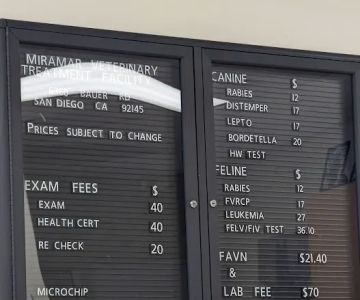 MIRAMAR VETERINARY
TREATMENT FACILITY
BAUER RD
SAN DIEGO CA 92145
PRICES SUBJECT TO CHANGE
EXAM FEES $
EXAM 40
HEALTH CERT 40
RE CHECK 20
MICROCHIP
CANINE $
RABIES 12
DISTEMPER 17
LEPTO 17
BORDETELLA 20
HW TEST
FELINE $
RABIES 12
FVRCP 17
LEUKEMIA 27
FELV/FIV TEST 36.10
FAVN $21.40
&
LAB FEE $70